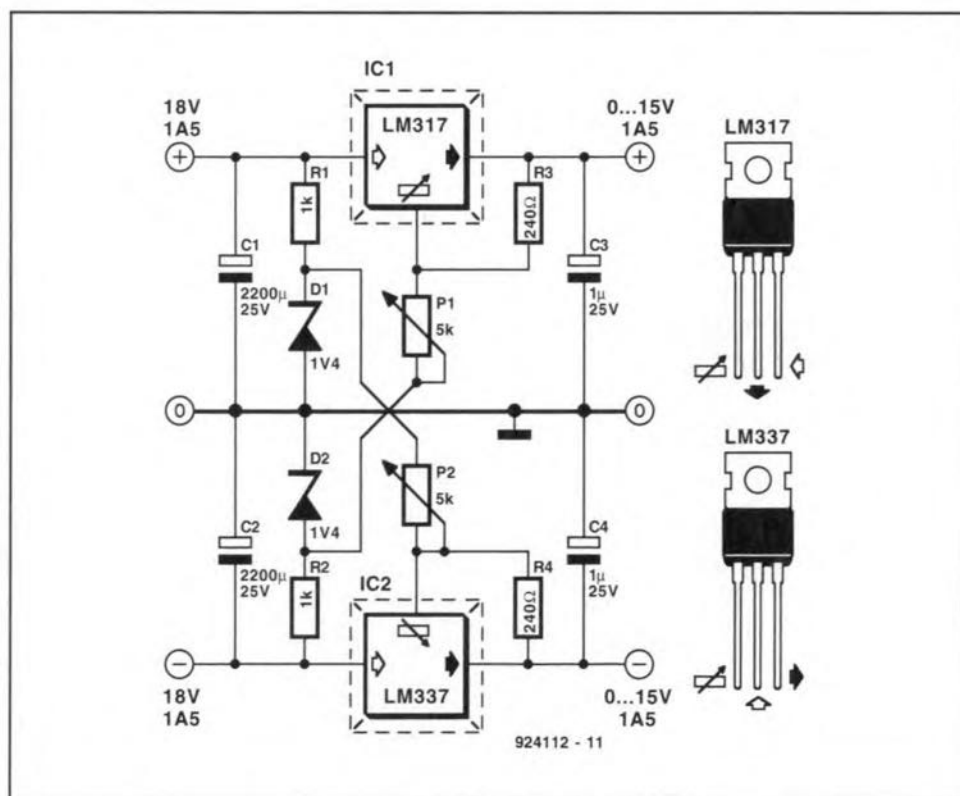 IC1
18V
1A5
LM317
0...15V
1A5
R1
1k
R3
240Ω
C1
2200µ
25V
D1
1V4
P1
5k
C3
1µ
25V
0
0
D2
1V4
P2
5k
C2
2200µ
25V
R2
1k
IC2
R4
240Ω
C4
1µ
25V
LM337
18V
1A5
0...15V
1A5
924112 - 11
LM317
LM337